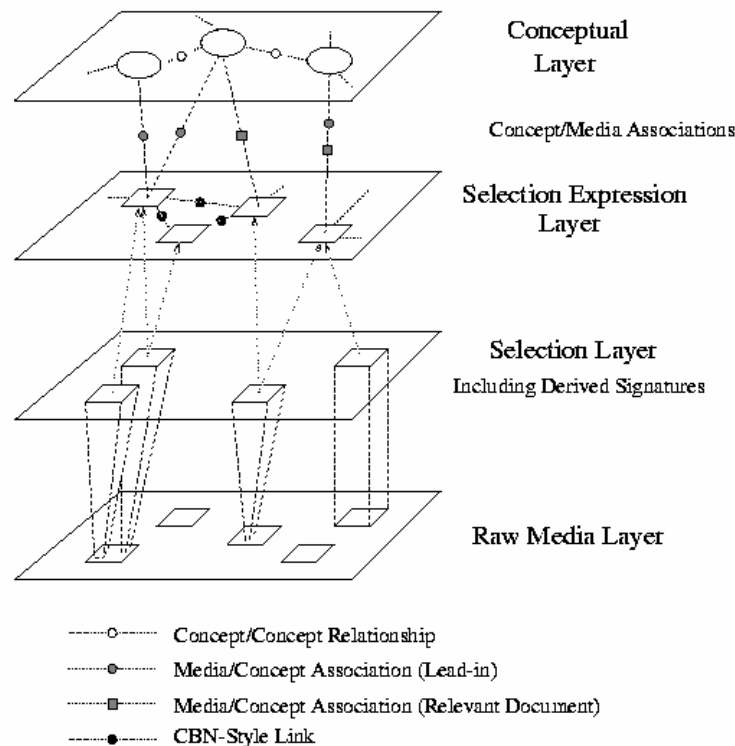 Conceptual
Layer
Concept/Media Associations
Selection Expression
Layer
Selection Layer
Including Derived Signatures
Raw Media Layer
Concept/Concept Relationship
Media/Concept Association (Lead-in)
Media/Concept Association (Relevant Document)
CBN-Style Link